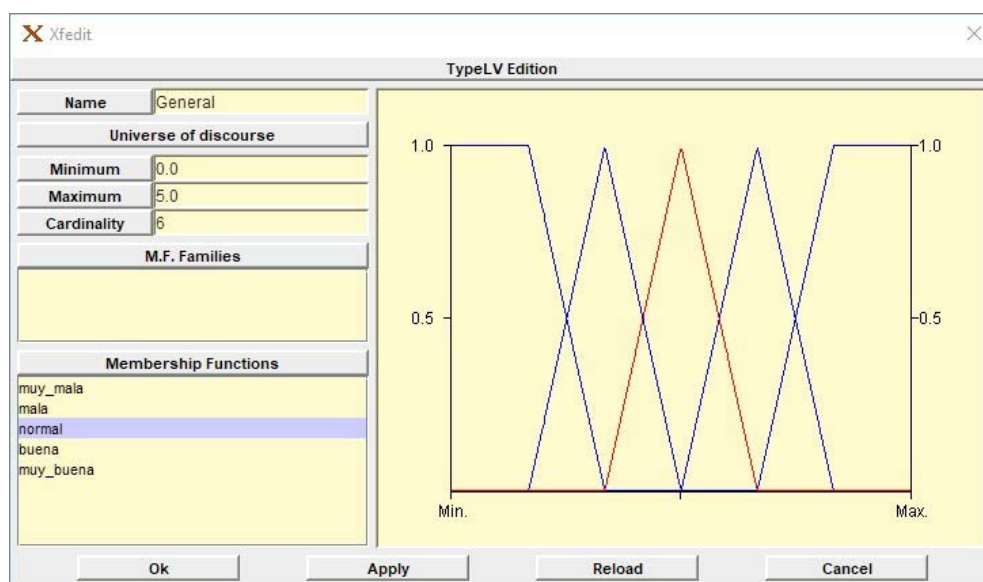 Xfedit
TypeLV Edition
Name General
Universe of discourse
Minimum 0.0
Maximum 5.0
Cardinality 6
M.F. Families
Membership Functions
muy_mala
mala
normal
buena
muy_buena
1.0 1.0
0.5 0.5
Min. Max.
Ok Apply Reload Cancel